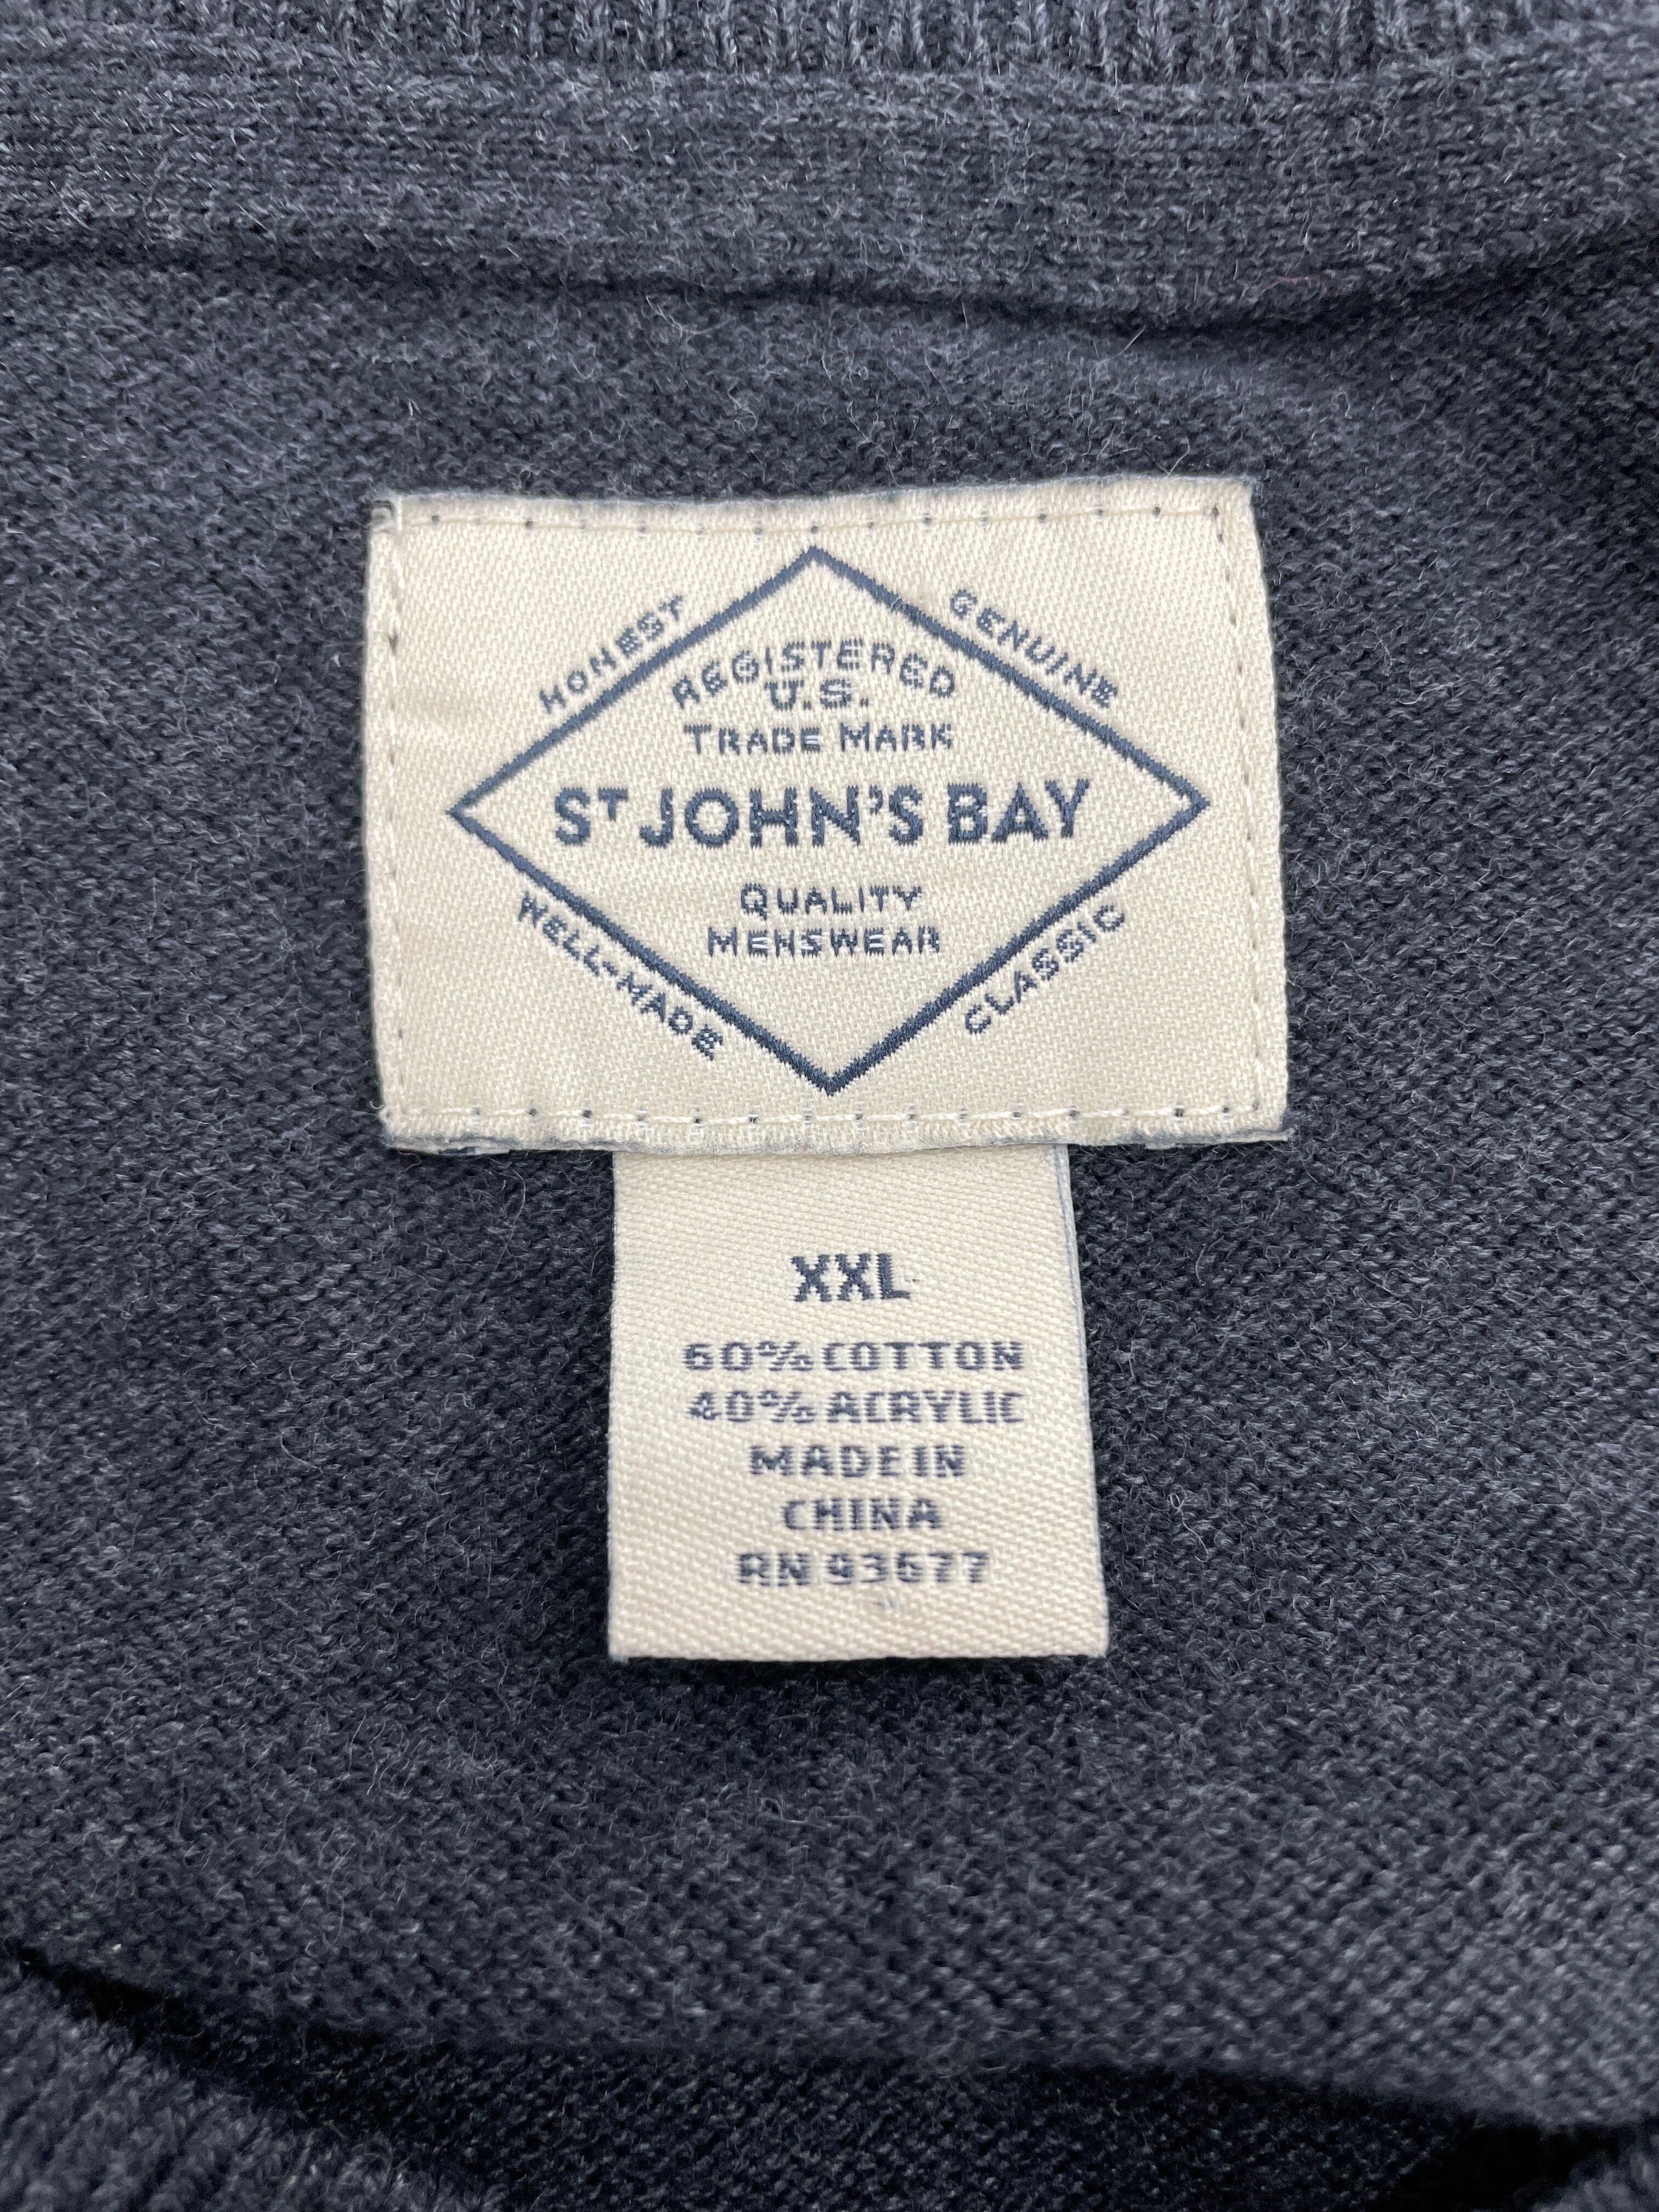 HONEST
GENUINE
REGISTERED
U.S.
TRADE MARK
ST JOHN'S BAY
QUALITY
MENSWEAR
WELL-MADE
CLASSIC
XXL
60% COTTON
40% ACRYLIC
MADE IN
CHINA
RN 93677